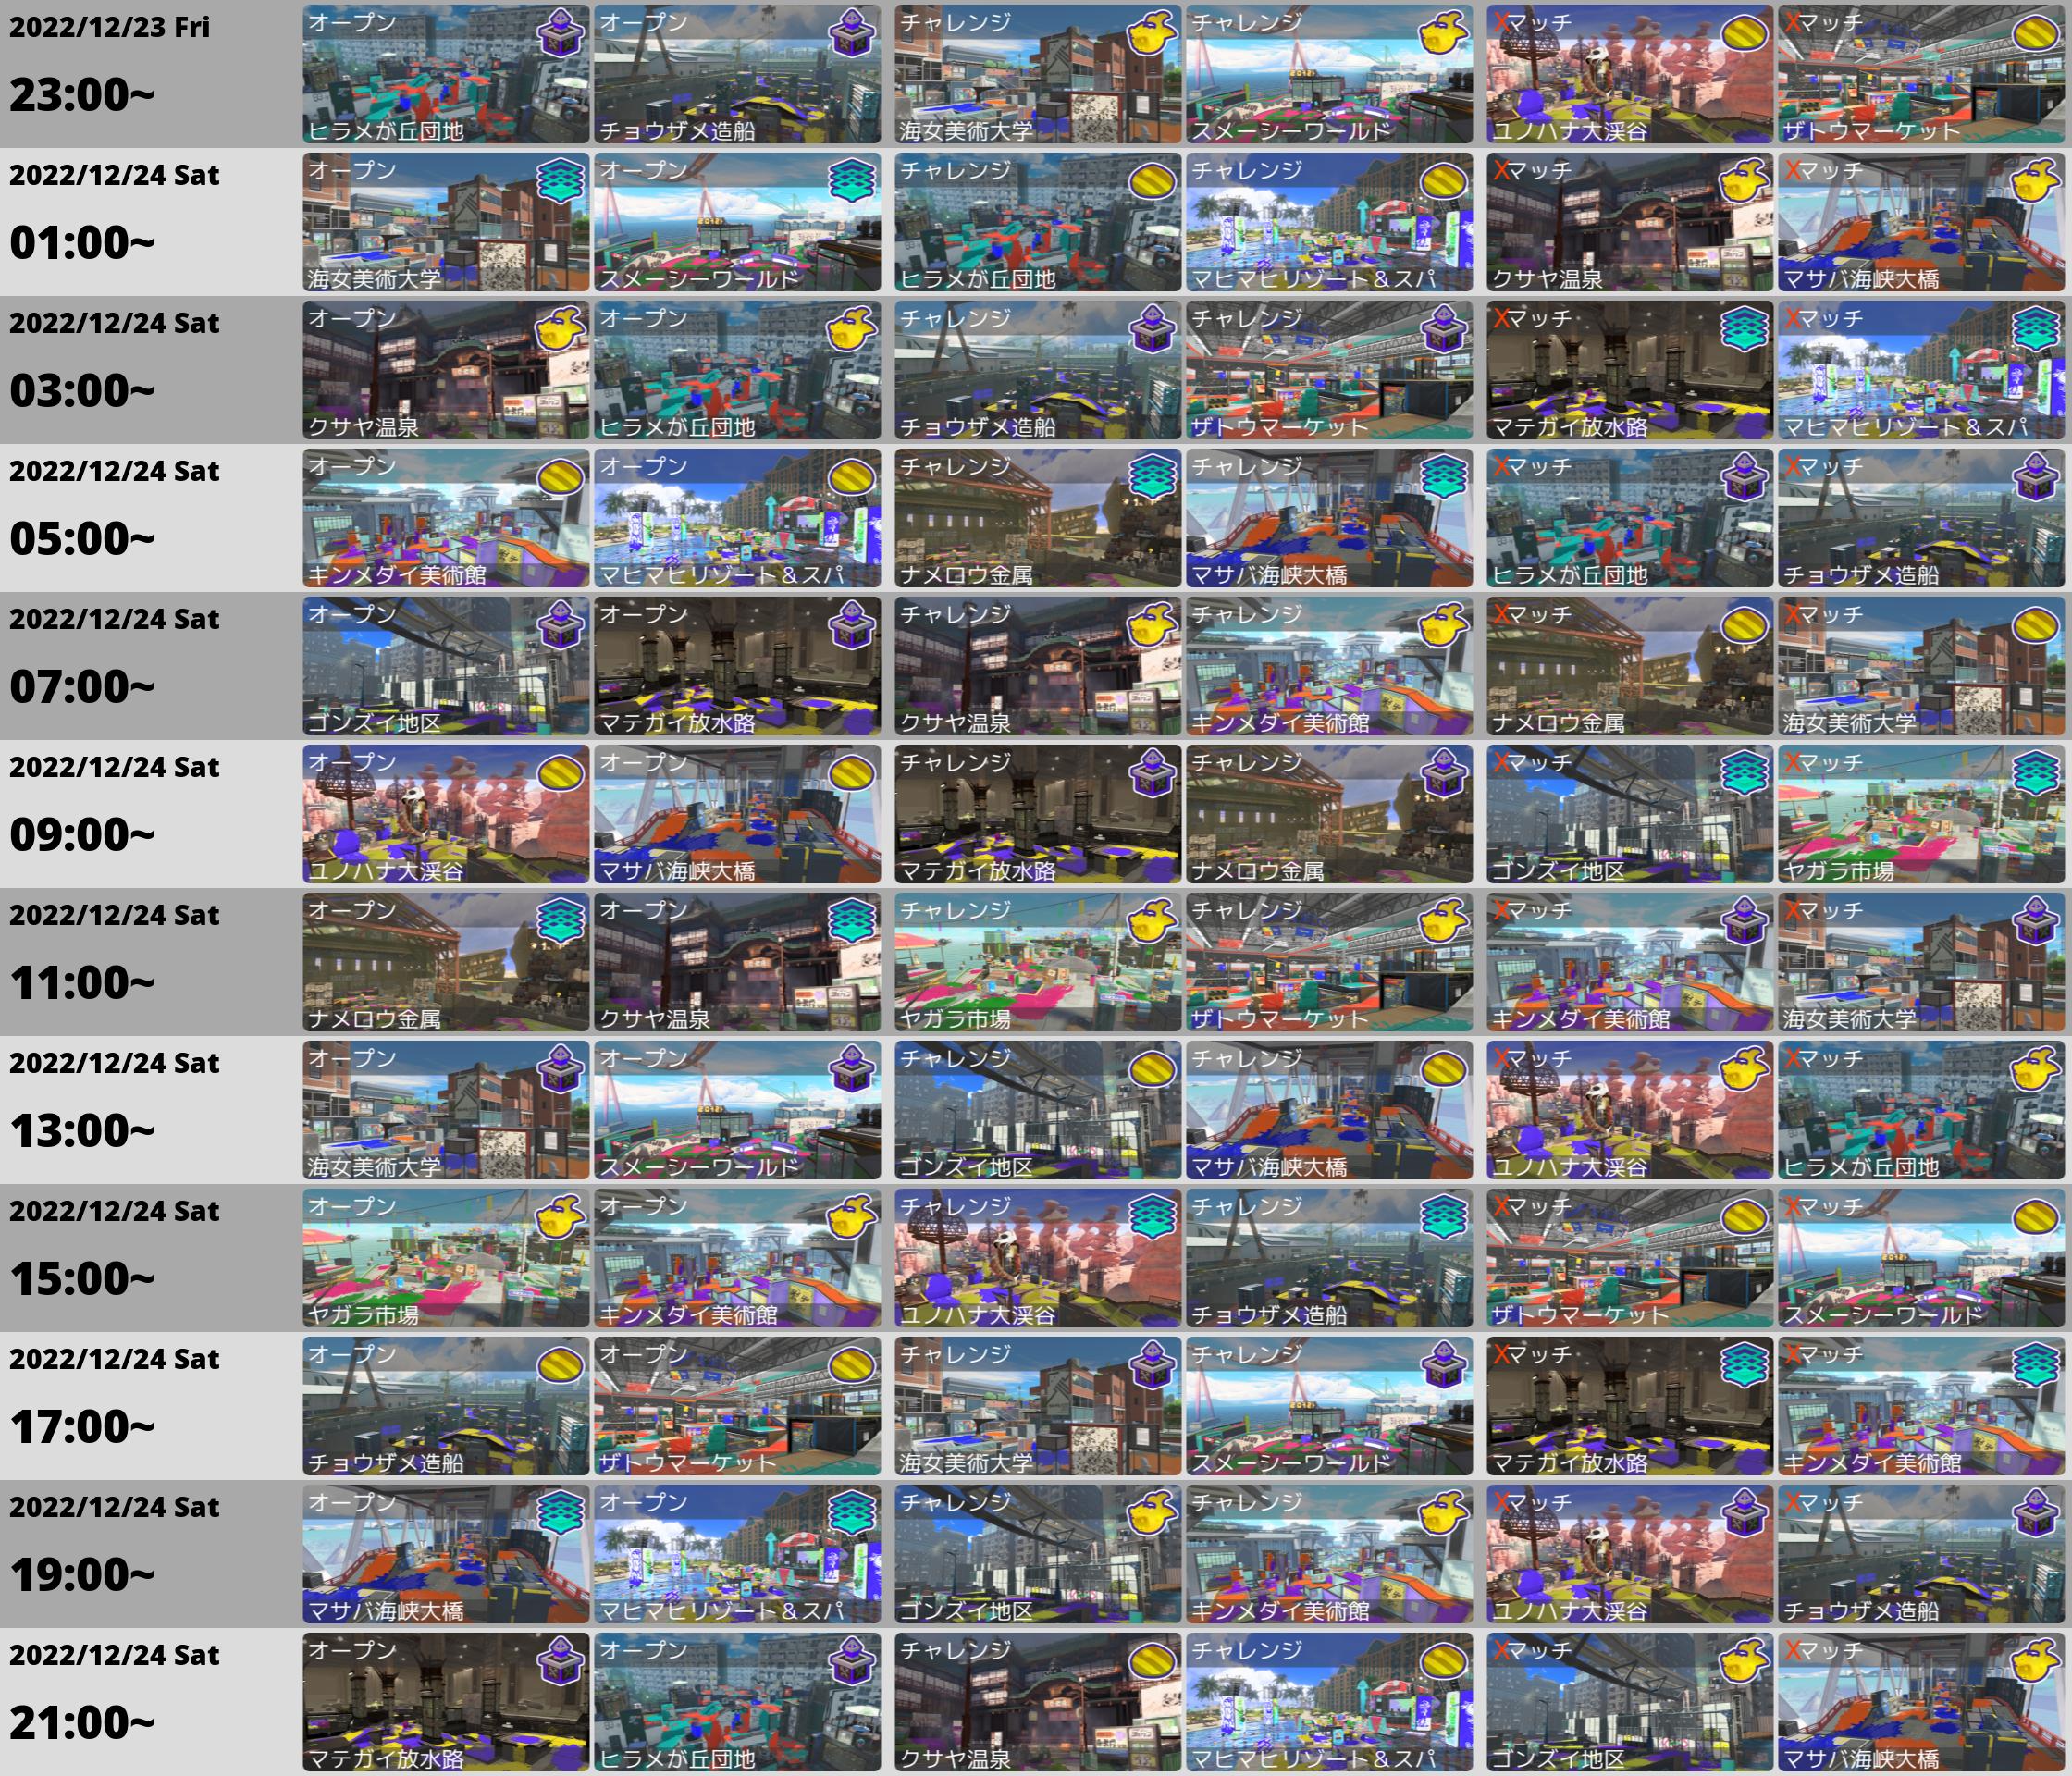 2022/12/23 Fri
23:00~
オープン
ヒラメが丘団地
オープン
チョウザメ造船
チャレンジ
海女美術大学
チャレンジ
スメーシーワールド
Xマッチ
ユノハナ大渓谷
Xマッチ
ザトウマーケット
2022/12/24 Sat
01:00~
オープン
海女美術大学
オープン
スメーシーワールド
チャレンジ
ヒラメが丘団地
チャレンジ
マヒマヒリゾート&スパ
Xマッチ
クサヤ温泉
Xマッチ
マサバ海峡大橋
2022/12/24 Sat
03:00~
オープン
クサヤ温泉
オープン
ヒラメが丘団地
チャレンジ
チョウザメ造船
チャレンジ
ザトウマーケット
Xマッチ
マテガイ放水路
Xマッチ
マヒマヒリゾート&スパ
2022/12/24 Sat
05:00~
オープン
キンメダイ美術館
オープン
マヒマヒリゾート&スパ
チャレンジ
ナメロウ金属
チャレンジ
マサバ海峡大橋
Xマッチ
ヒラメが丘団地
Xマッチ
チョウザメ造船
2022/12/24 Sat
07:00~
オープン
ゴンズイ地区
オープン
マテガイ放水路
チャレンジ
クサヤ温泉
チャレンジ
キンメダイ美術館
Xマッチ
ナメロウ金属
Xマッチ
海女美術大学
2022/12/24 Sat
09:00~
オープン
ユノハナ大渓谷
オープン
マサバ海峡大橋
チャレンジ
マテガイ放水路
チャレンジ
ナメロウ金属
Xマッチ
ゴンズイ地区
Xマッチ
ヤガラ市場
2022/12/24 Sat
11:00~
オープン
ナメロウ金属
オープン
クサヤ温泉
チャレンジ
ヤガラ市場
チャレンジ
ザトウマーケット
Xマッチ
キンメダイ美術館
Xマッチ
海女美術大学
2022/12/24 Sat
13:00~
オープン
海女美術大学
オープン
スメーシーワールド
チャレンジ
ゴンズイ地区
チャレンジ
マサバ海峡大橋
Xマッチ
ユノハナ大渓谷
Xマッチ
ヒラメが丘団地
2022/12/24 Sat
15:00~
オープン
ヤガラ市場
オープン
キンメダイ美術館
チャレンジ
ユノハナ大渓谷
チャレンジ
チョウザメ造船
Xマッチ
ザトウマーケット
Xマッチ
スメーシーワールド
2022/12/24 Sat
17:00~
オープン
チョウザメ造船
オープン
ザトウマーケット
チャレンジ
海女美術大学
チャレンジ
スメーシーワールド
Xマッチ
マテガイ放水路
Xマッチ
キンメダイ美術館
2022/12/24 Sat
19:00~
オープン
マサバ海峡大橋
オープン
マヒマヒリゾート&スパ
チャレンジ
ゴンズイ地区
チャレンジ
キンメダイ美術館
Xマッチ
ユノハナ大渓谷
Xマッチ
チョウザメ造船
2022/12/24 Sat
21:00~
オープン
マテガイ放水路
オープン
ヒラメが丘団地
チャレンジ
クサヤ温泉
チャレンジ
マヒマヒリゾート&スパ
Xマッチ
ゴンズイ地区
Xマッチ
マサバ海峡大橋